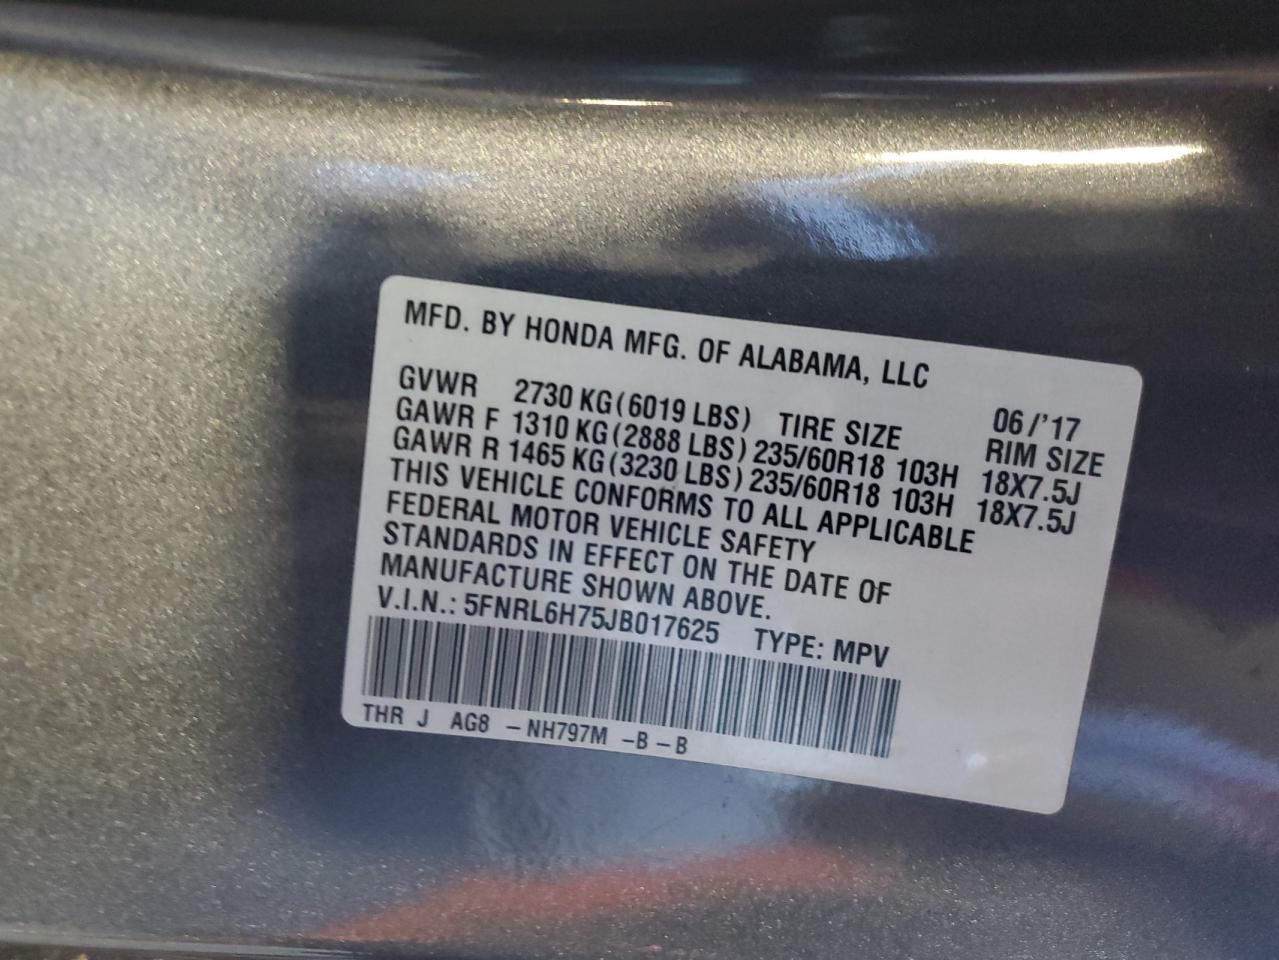 MFD. BY HONDA MFG. OF ALABAMA, LLC
06/'17
GVWR 2730 KG(6019 LBS) TIRE SIZE RIM SIZE
GAWR F 1310 KG(2888 LBS) 235/60R18 103H 18X7.5J
GAWR R 1465 KG(3230 LBS) 235/60R18 103H 18X7.5J
THIS VEHICLE CONFORMS TO ALL APPLICABLE
FEDERAL MOTOR VEHICLE SAFETY
STANDARDS IN EFFECT ON THE DATE OF
MANUFACTURE SHOWN ABOVE.
V.I.N.: 5FNRL6H75JB017625 TYPE: MPV
THR J AG8 -NH797M -B-B